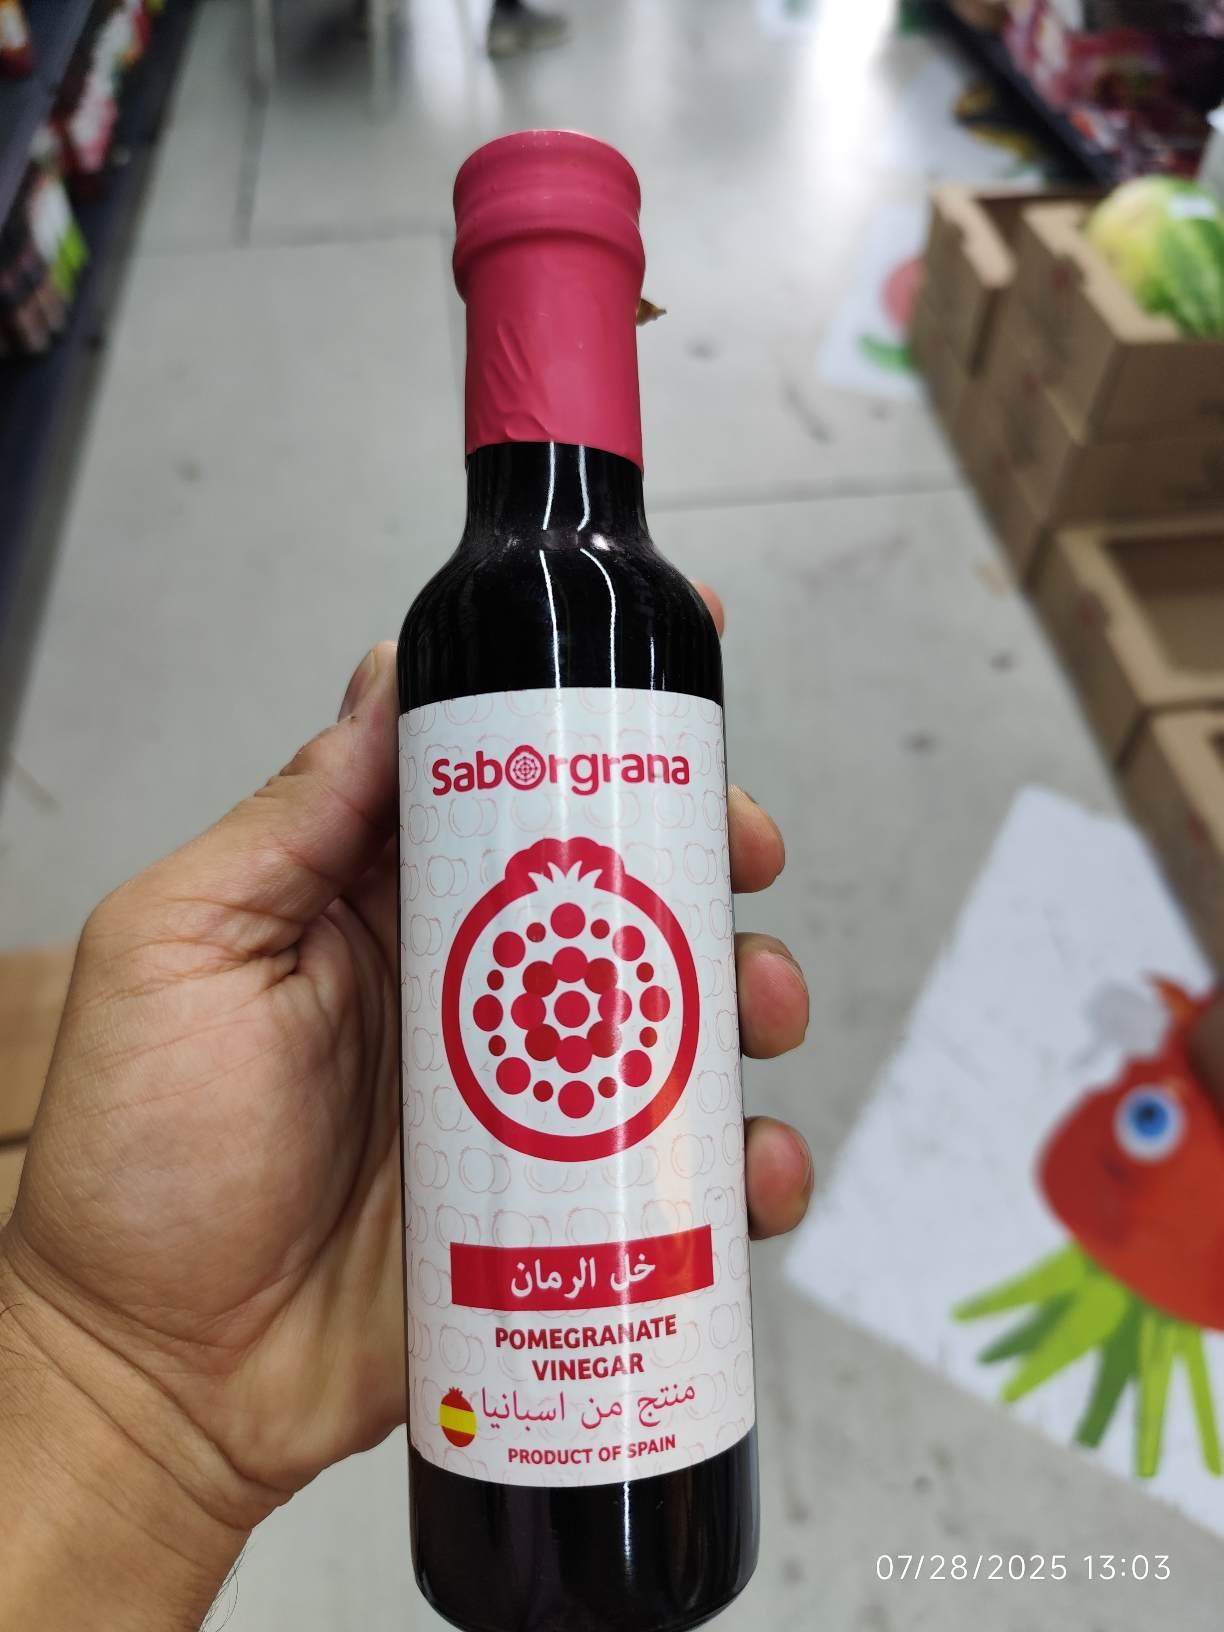 Saborgrana
خل الرمان
POMEGRANATE
VINEGAR
منتج من اسبانيا
PRODUCT OF SPAIN
07/28/2025 13:03